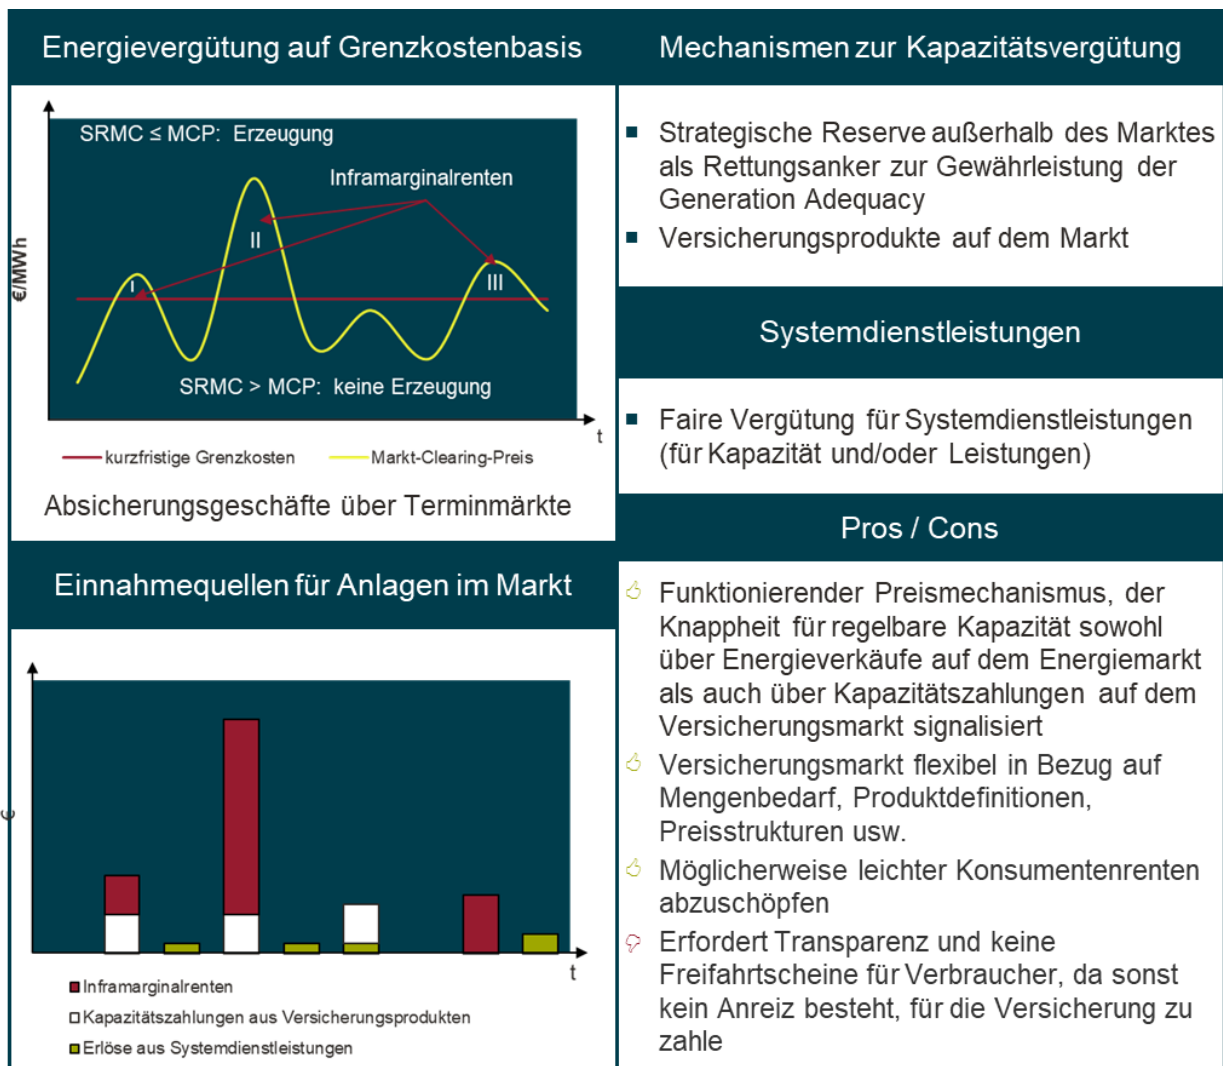 Energievergütung auf Grenzkostenbasis
SRMC ≤ MCP: Erzeugung
Inframarginalrenten
I
II
III
€/MWh
SRMC > MCP: keine Erzeugung
t
kurzfristige Grenzkosten
Markt-Clearing-Preis
Absicherungsgeschäfte über Terminmärkte
Einnahmequellen für Anlagen im Markt
€
t
Inframarginalrenten
Kapazitätszahlungen aus Versicherungsprodukten
Erlöse aus Systemdienstleistungen
Mechanismen zur Kapazitätsvergütung
Strategische Reserve außerhalb des Marktes
als Rettungsanker zur Gewährleistung der
Generation Adequacy
Versicherungsprodukte auf dem Markt
Systemdienstleistungen
Faire Vergütung für Systemdienstleistungen
(für Kapazität und/oder Leistungen)
Pros / Cons
Funktionierender Preismechanismus, der
Knappheit für regelbare Kapazität sowohl
über Energieverkäufe auf dem Energiemarkt
als auch über Kapazitätszahlungen auf dem
Versicherungsmarkt signalisiert
Versicherungsmarkt flexibel in Bezug auf
Mengenbedarf, Produktdefinitionen,
Preisstrukturen usw.
Möglicherweise leichter Konsumentenrenten
abzuschöpfen
Erfordert Transparenz und keine
Freifahrtscheine für Verbraucher, da sonst
kein Anreiz besteht, für die Versicherung zu
zahle